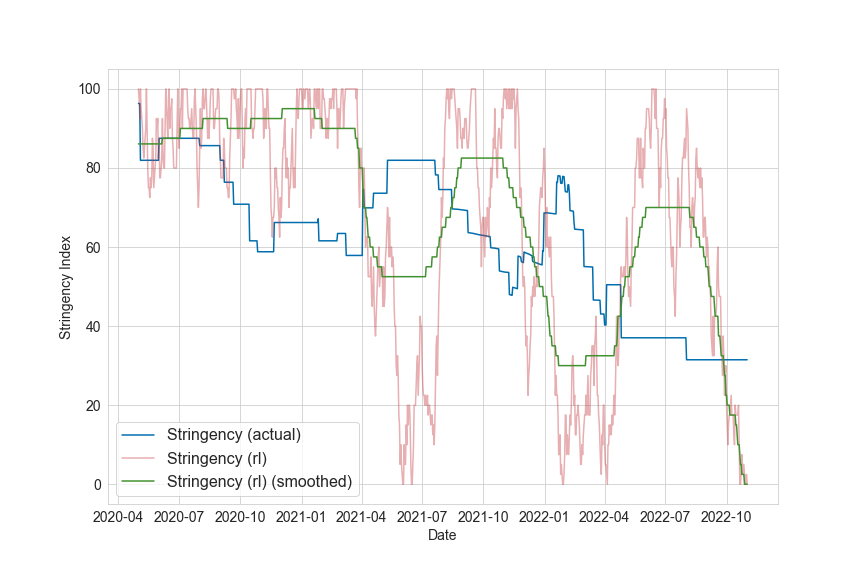 100
80
60
40
20
0
Stringency Index
Stringency (actual)
Stringency (rl)
Stringency (rl) (smoothed)
2020-04 2020-07 2020-10 2021-01 2021-04 2021-07 2021-10 2022-01 2022-04 2022-07 2022-10
Date